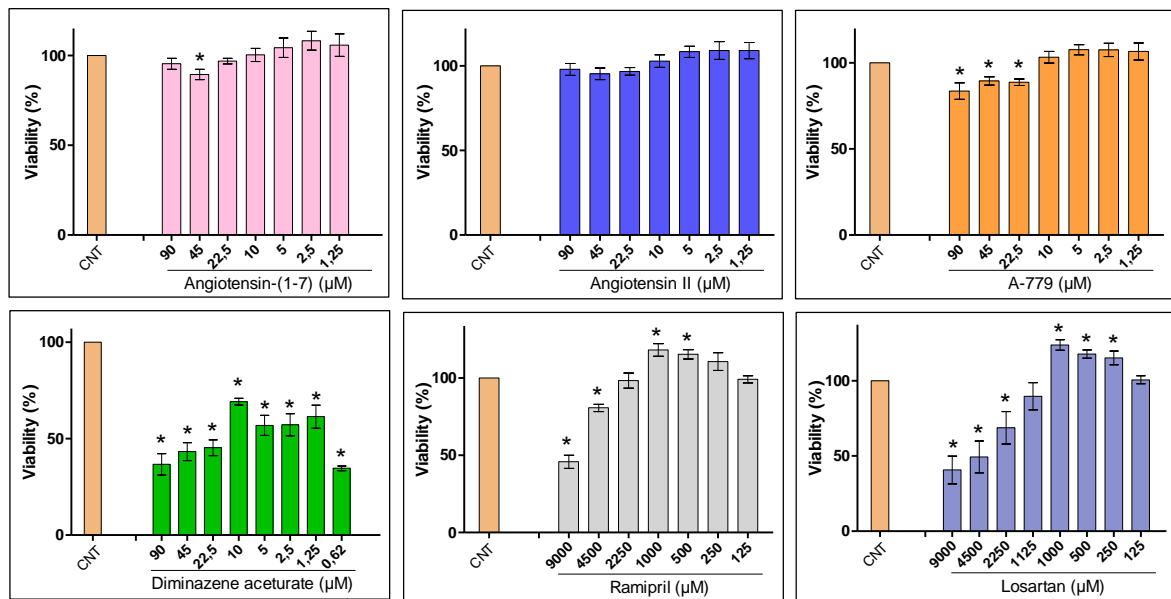 Viability (%)
100
50
0
*
CNT
90
45
22,5
10
5
2,5
1,25
Angiotensin-(1-7) (µM)
Viability (%)
100
50
0
CNT
90
45
22,5
10
5
2,5
1,25
Angiotensin II (µM)
Viability (%)
100
50
0
* * *
CNT
90
45
22,5
10
5
2,5
1,25
A-779 (µM)
Viability (%)
100
50
0
* * * * * * * *
CNT
90
45
22,5
10
5
2,5
1,25
0,62
Diminazene aceturate (µM)
Viability (%)
100
50
0
* * * *
CNT
9000
4500
2250
1000
500
250
125
Ramipril (µM)
Viability (%)
100
50
0
* * * * * *
CNT
9000
4500
2250
1125
1000
500
250
125
Losartan (µM)